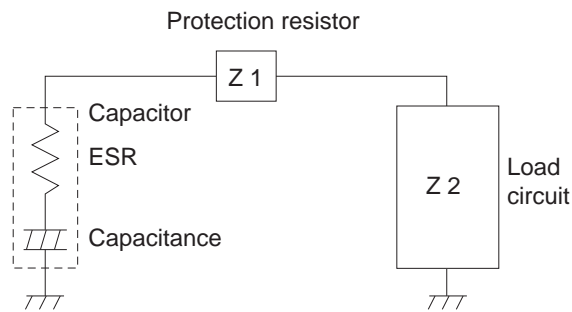 Protection resistor
Z 1
Capacitor
ESR
Capacitance
Z 2
Load
circuit